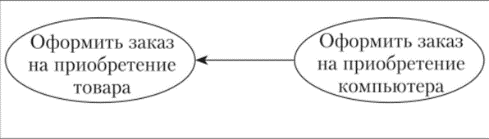 Оформить заказ
на приобретение
товара
Оформить заказ
на приобретение
компьютера